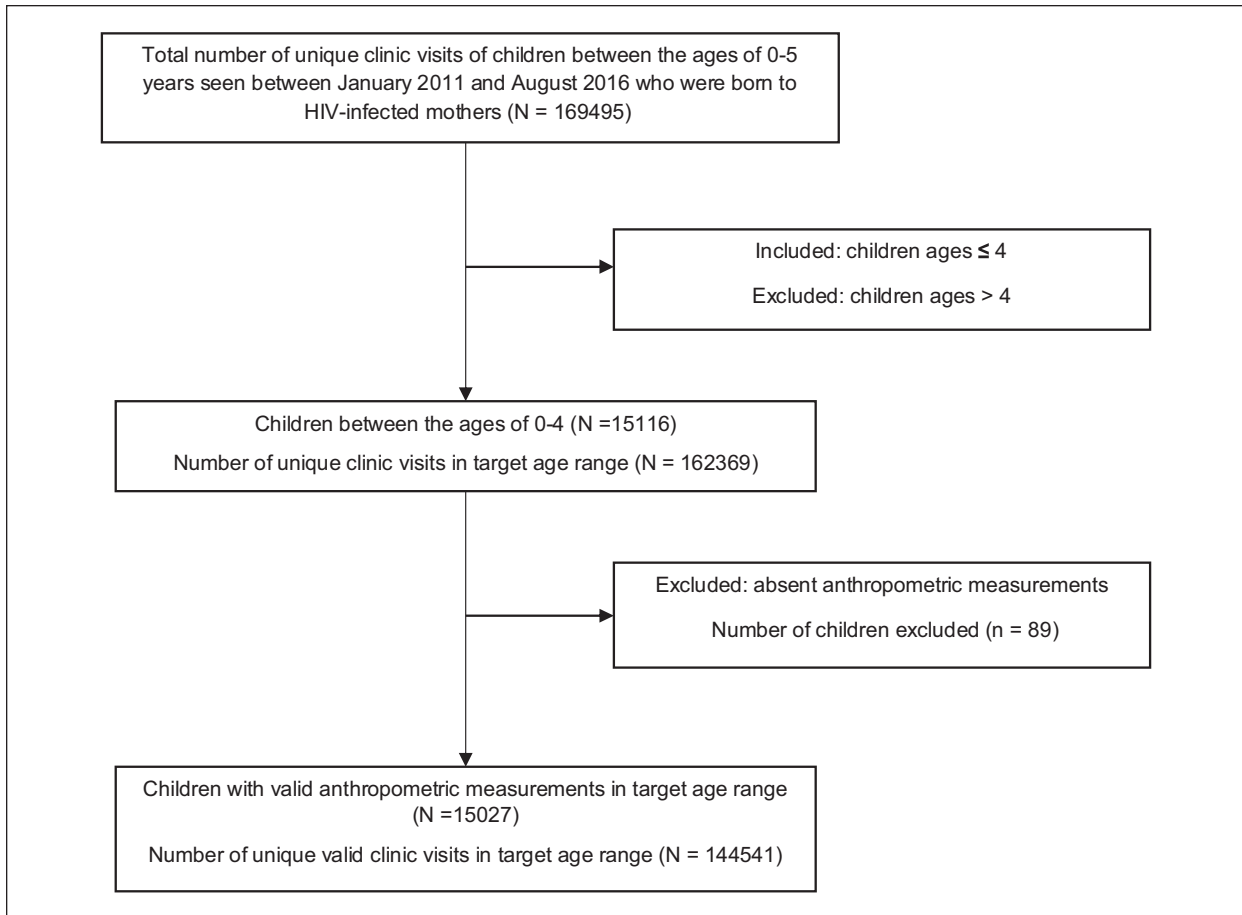 Total number of unique clinic visits of children between the ages of 0-5
years seen between January 2011 and August 2016 who were born to
HIV-infected mothers (N = 169495)
Included: children ages ≤ 4
Excluded: children ages > 4
Children between the ages of 0-4 (N =15116)
Number of unique clinic visits in target age range (N = 162369)
Excluded: absent anthropometric measurements
Number of children excluded (n = 89)
Children with valid anthropometric measurements in target age range
(N =15027)
Number of unique valid clinic visits in target age range (N = 144541)